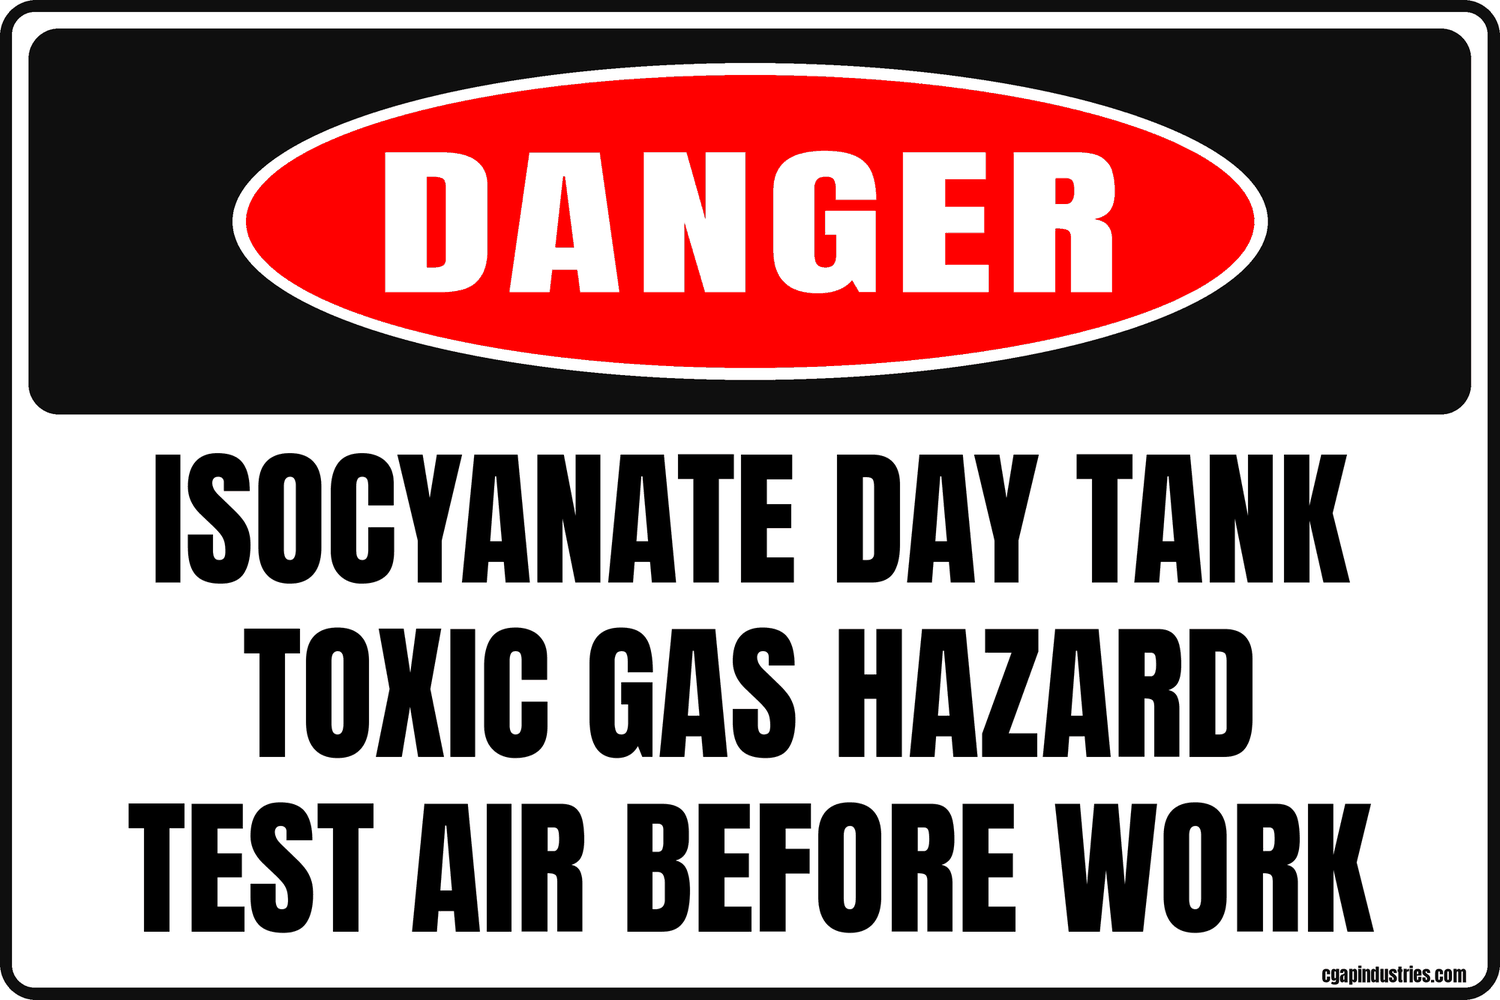 DANGER
ISOCYANATE DAY TANK
TOXIC GAS HAZARD
TEST AIR BEFORE WORK
cgapindustries.com